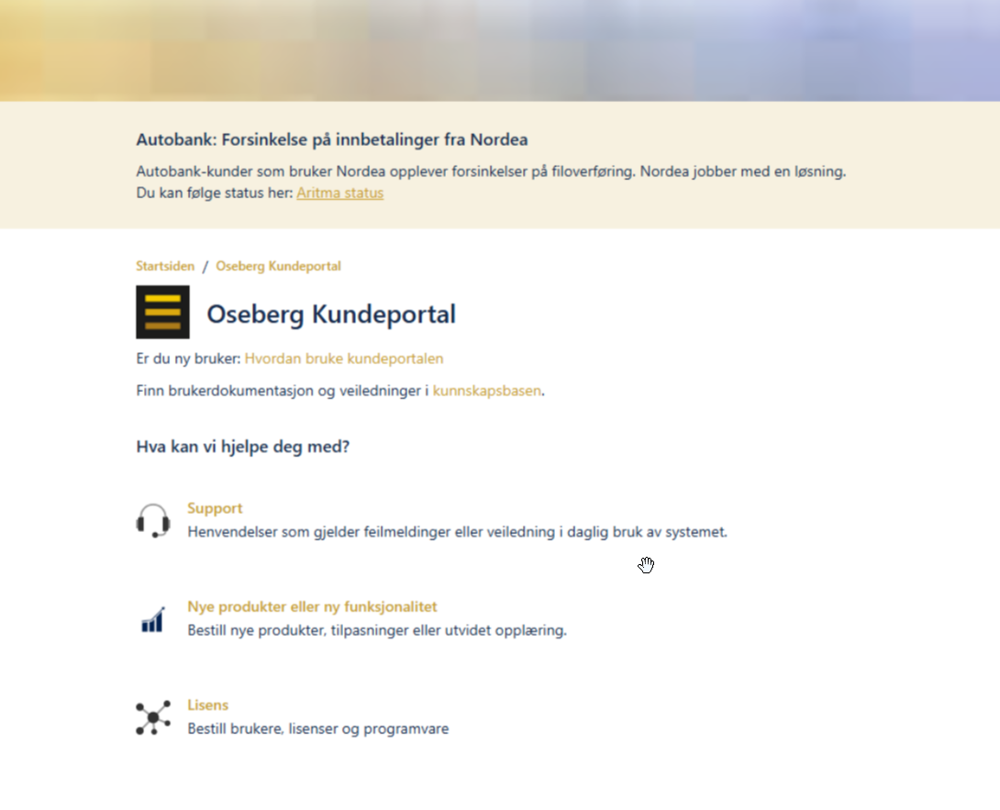 Autobank: Forsinkelse på innbetalinger fra Nordea
Autobank-kunder som bruker Nordea opplever forsinkelser på filoverføring. Nordea jobber med en løsning.
Du kan følge status her: Aritma status
Startsiden / Oseberg Kundeportal
Oseberg Kundeportal
Er du ny bruker: Hvordan bruke kundeportalen
Finn brukerdokumentasjon og veiledninger i kunnskapsbasen.
Hva kan vi hjelpe deg med?
Support
Henvendelser som gjelder feilmeldinger eller veiledning i daglig bruk av systemet.
Nye produkter eller ny funksjonalitet
Bestill nye produkter, tilpasninger eller utvidet opplæring.
Lisens
Bestill brukere, lisenser og programvare